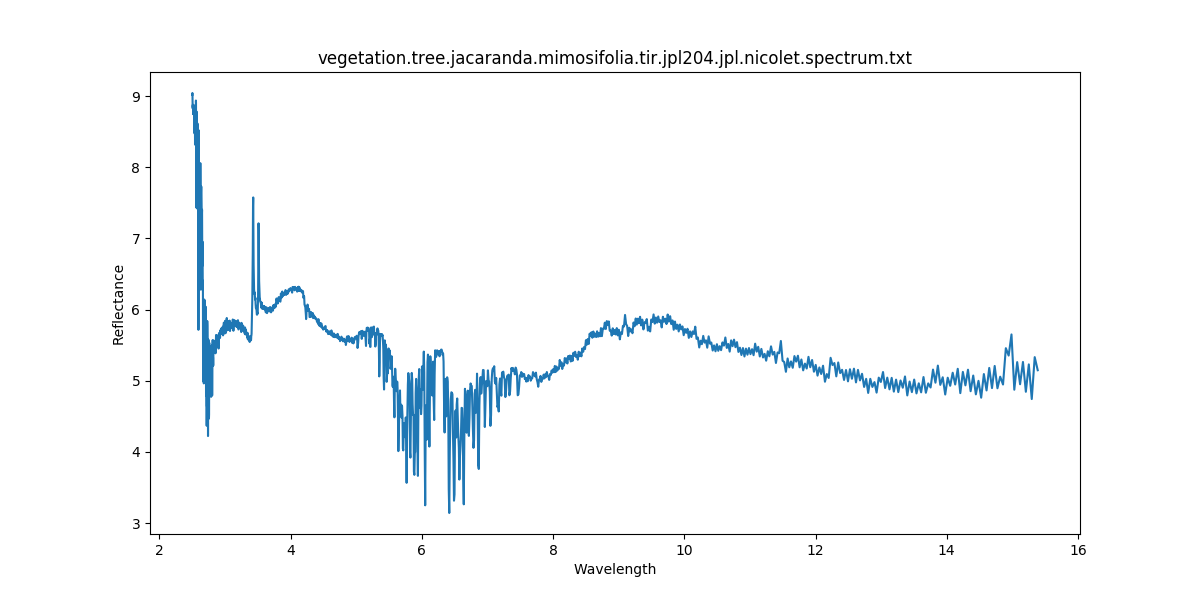 vegetation.tree.jacaranda.mimosifolia.tir.jpl204.jpl.nicolet.spectrum.txt
9
8
7
6
5
4
3
Reflectance
2 4 6 8 10 12 14 16
Wavelength